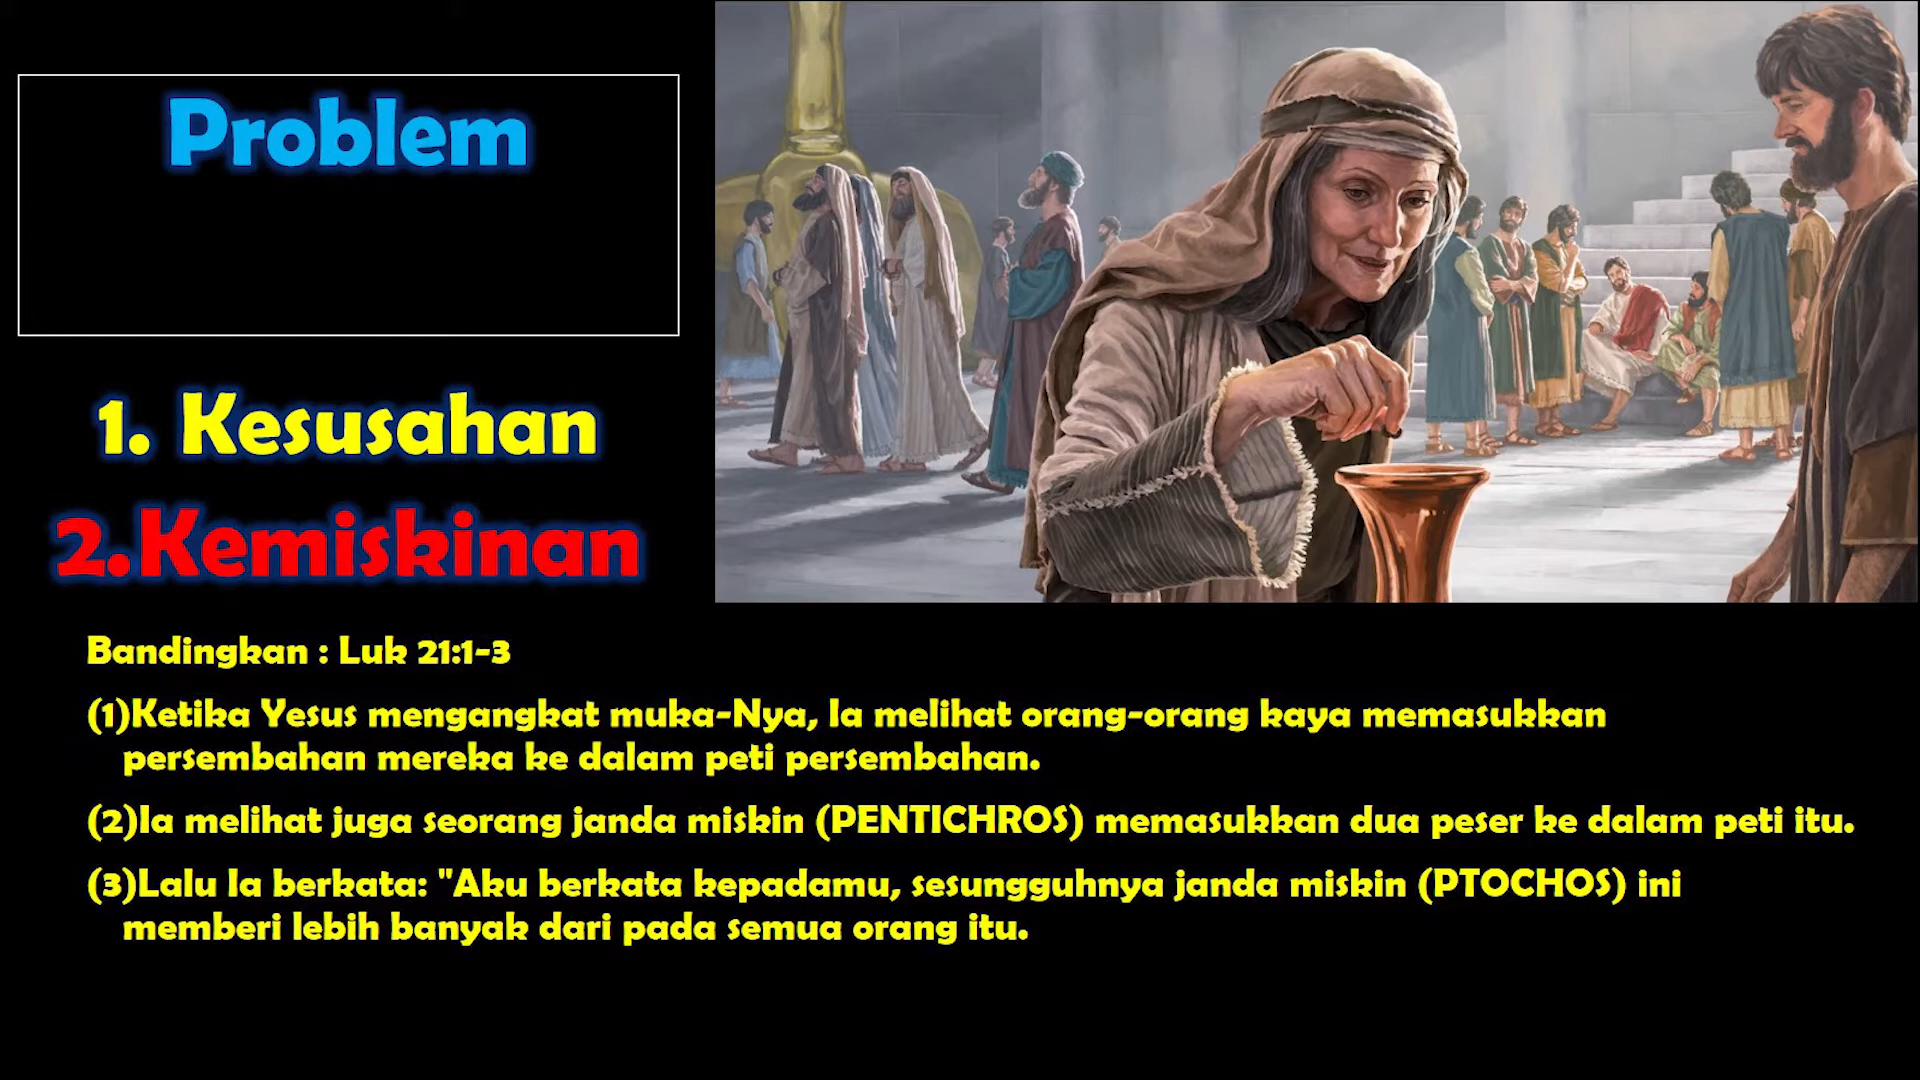 Problem
1. Kesusahan
2.Kemiskinan
Bandingkan : Luk 21:1-3
(1)Ketika Yesus mengangkat muka-Nya, Ia melihat orang-orang kaya memasukkan
persembahan mereka ke dalam peti persembahan.
(2)Ia melihat juga seorang janda miskin (PENTICHROS) memasukkan dua peser ke dalam peti itu.
(3)Lalu Ia berkata: "Aku berkata kepadamu, sesungguhnya janda miskin (PTOCHOS) ini
memberi lebih banyak dari pada semua orang itu.